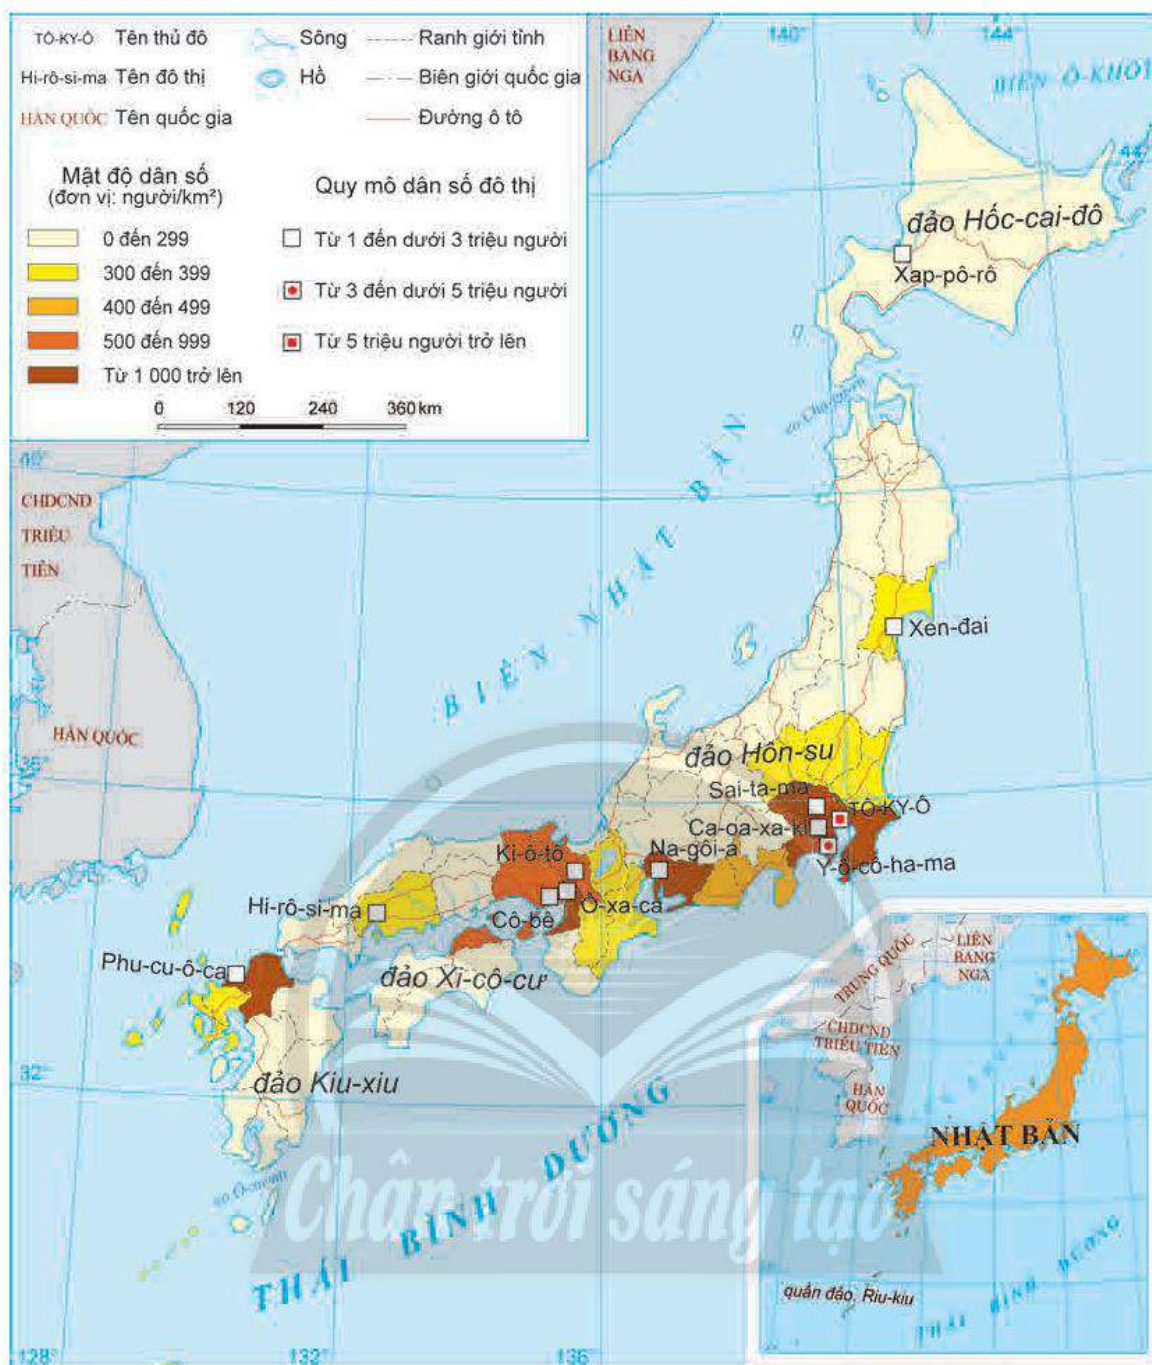 TÔ-KY-Ô Tên thủ đô
Hi-rô-si-ma Tên đô thị
HÀN QUỐC Tên quốc gia
Sông
Hồ
Ranh giới tỉnh
Biên giới quốc gia
Đường ô tô
Mật độ dân số
(đơn vị: người/km²)
0 đến 299
300 đến 399
400 đến 499
500 đến 999
Từ 1 000 trở lên
Quy mô dân số đô thị
Từ 1 đến dưới 3 triệu người
Từ 3 đến dưới 5 triệu người
Từ 5 triệu người trở lên
0 120 240 360 km
LIÊN
BANG
NGA
140°
144°
44°
đảo Hốc-cai-đô
Xap-pô-rô
40°
CHDCND
TRIỀU
TIÊN
BIỂN NHẬT BẢN
Xen-đai
HÀN QUỐC
đảo Hôn-su
Sai-ta-ma
TÔ-KY-Ô
Ca-oa-xa-ki
Y-ô-cô-ha-ma
Na-gôi-a
Ki-ô-tô
Ô-xa-ca
Cô-bê
Hi-rô-si-ma
Phu-cu-ô-ca
đảo Xi-cô-cư
đảo Kiu-xiu
32°
THÁI BÌNH DƯƠNG
Chân trời sáng tạo
128°
132°
136°
TRUNG QUỐC
LIÊN
BANG
NGA
CHDCND
TRIỀU TIÊN
HÀN
QUỐC
NHẬT BẢN
quần đảo, Riu-kiu
THÁI BÌNH DƯƠNG